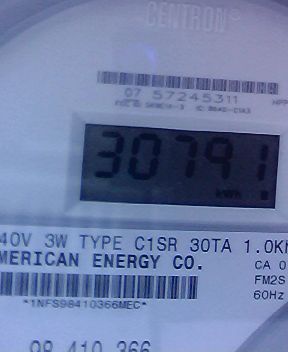 CENTRON®
07 57245311
30791
kWh
40V 3W TYPE C1SR 30TA 1.0K
MERICAN ENERGY CO.
CA 0
FM2S
60Hz
*1NFS98410366MEC*
98 410 366